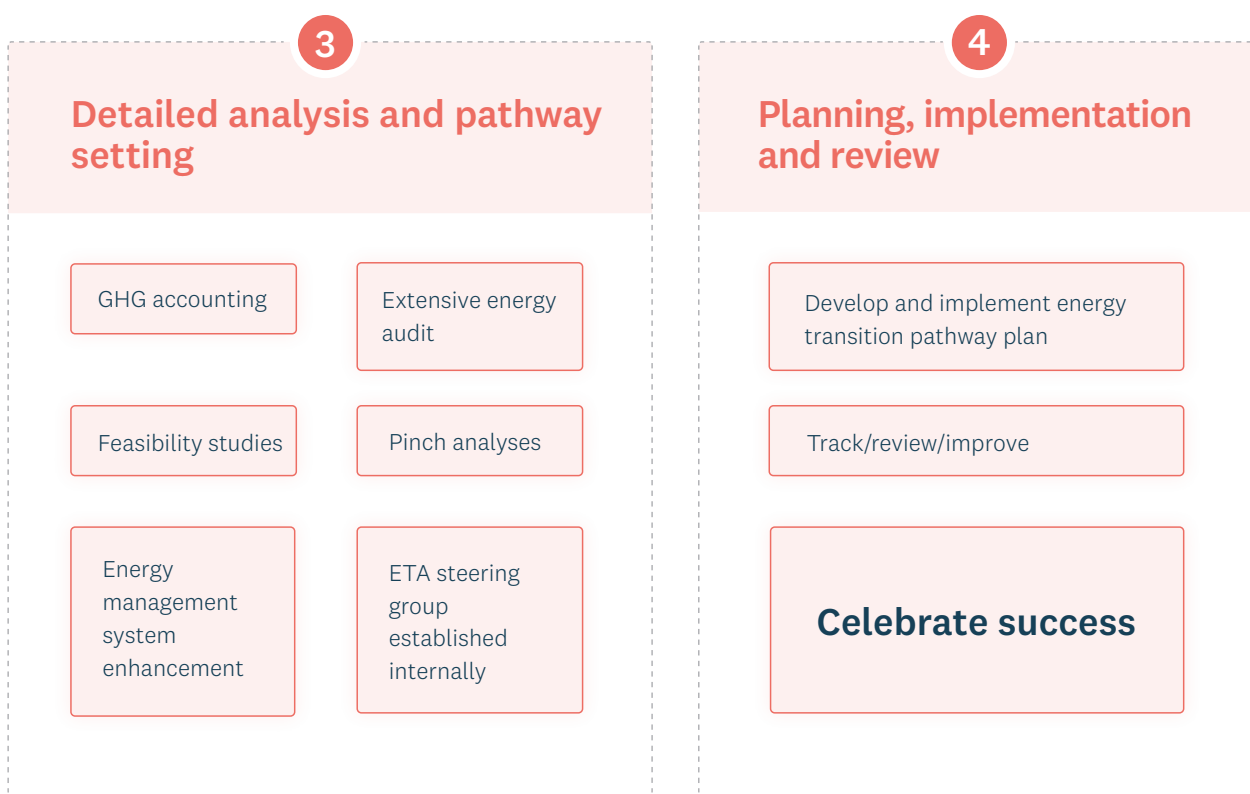 3
Detailed analysis and pathway
setting
GHG accounting
Extensive energy
audit
Feasibility studies
Pinch analyses
Energy
management
system
enhancement
ETA steering
group
established
internally
4
Planning, implementation
and review
Develop and implement energy
transition pathway plan
Track/review/improve
Celebrate success